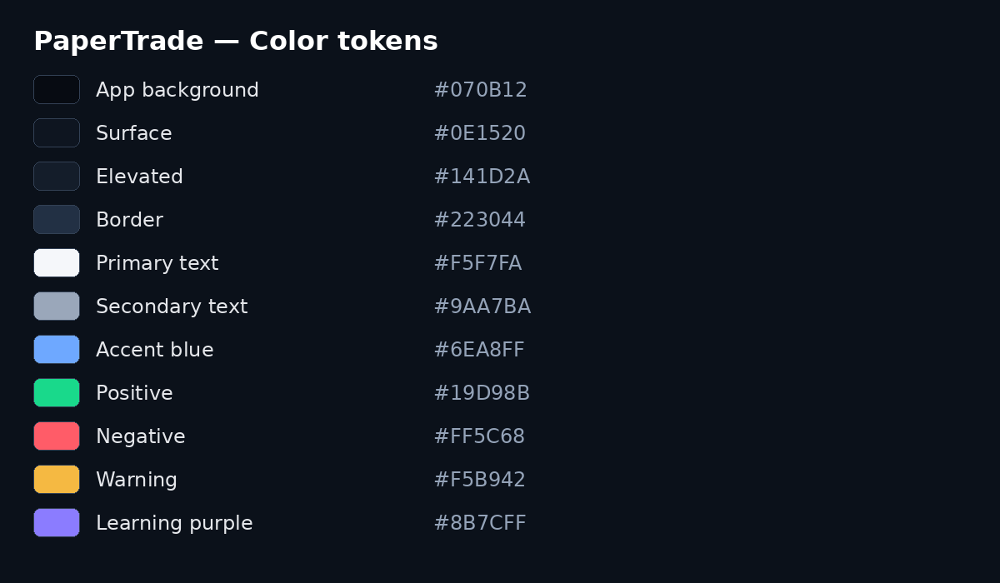 PaperTrade — Color tokens
App background #070B12
Surface #0E1520
Elevated #141D2A
Border #223044
Primary text #F5F7FA
Secondary text #9AA7BA
Accent blue #6EA8FF
Positive #19D98B
Negative #FF5C68
Warning #F5B942
Learning purple #8B7CFF